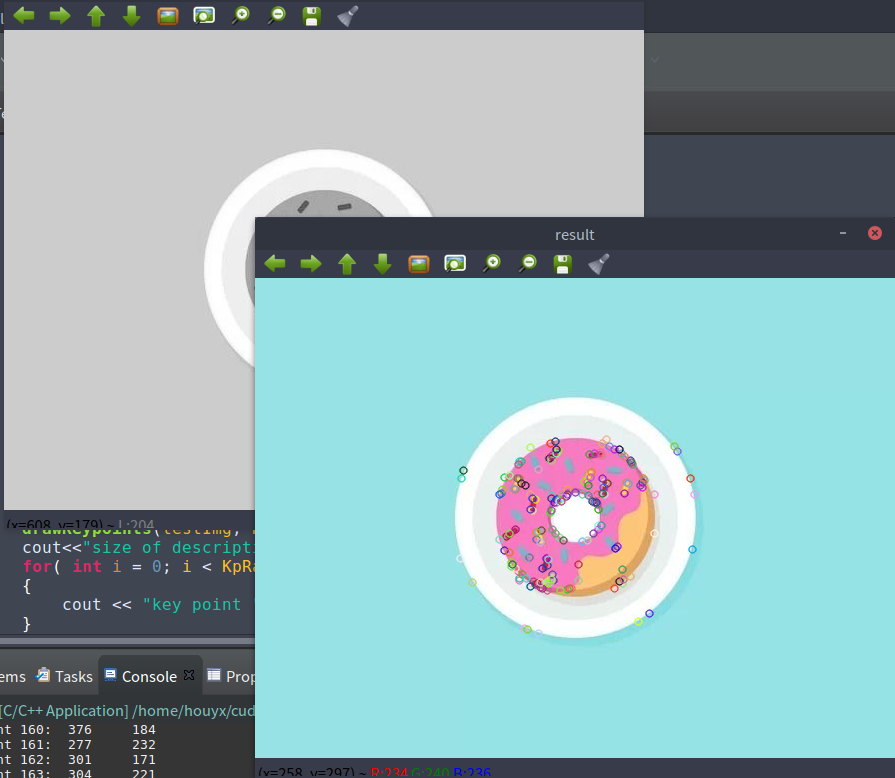 result
(x=608, y=179) ~ L:204
drawKeypoints(testimg,
cout<<"size of descripti
for( int i = 0; i < KpRa
{
cout << "key point
}
ems Tasks Console Prop
[C/C++ Application] /home/houyx/cud
nt 160: 376 184
nt 161: 277 232
nt 162: 301 171
nt 163: 304 221
(x=258, y=297) ~ R:234 G:240 B:236